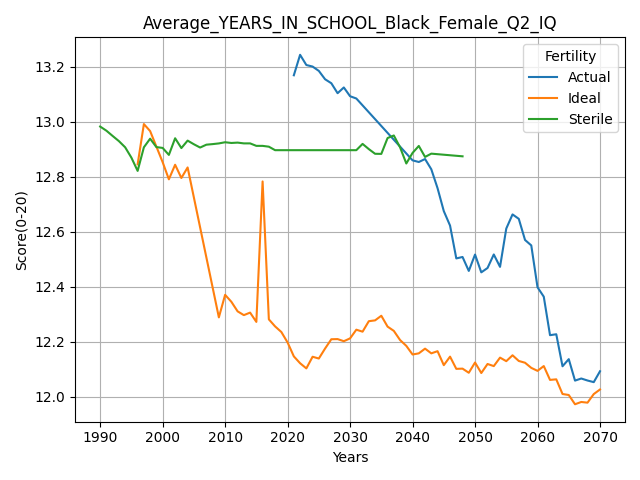 Average_YEARS_IN_SCHOOL_Black_Female_Q2_IQ
Fertility
Actual
Ideal
Sterile
Score(0-20)
13.2
13.0
12.8
12.6
12.4
12.2
12.0
1990 2000 2010 2020 2030 2040 2050 2060 2070
Years